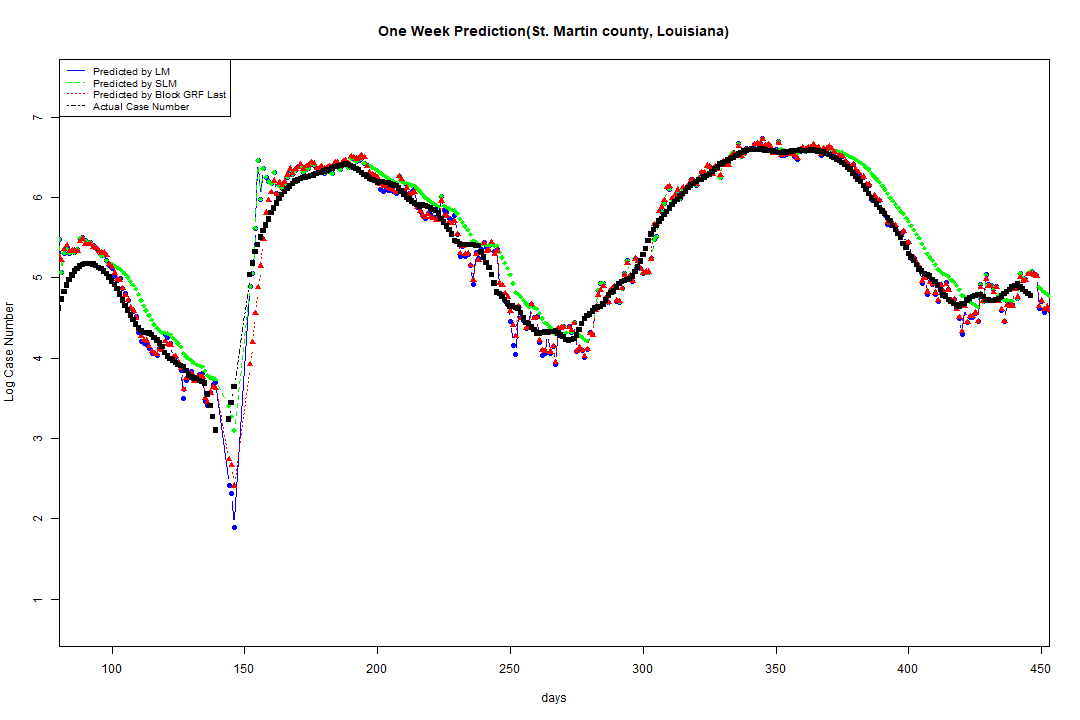 One Week Prediction(St. Martin county, Louisiana)
Predicted by LM
Predicted by SLM
Predicted by Block GRF Last
Actual Case Number
Log Case Number
7
6
5
4
3
2
1
100 150 200 250 300 350 400 450
days